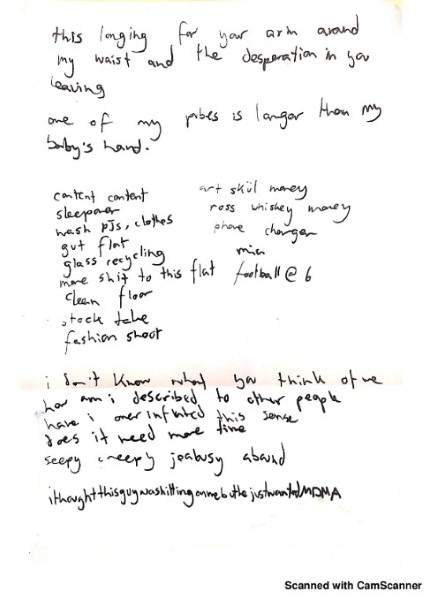 this longing for your arm around
my waist and the desperation in you
leaving
one of my pubes is longer than my
baby's hand.
content content
sleepover
wash pjs, clothes
gut flat
glass recycling
move shit to this flat
clean floor
stock take
fashion shoot
art skül money
ross whiskey money
phone charger
mich
football @ 6
i don't know what you think of me
how am i described to other people
have i over inflated this sense
does it need more time
seepy creepy jealousy abound
ithoughtthisguywashittingonmebuthejustwantedMDMA
Scanned with CamScanner